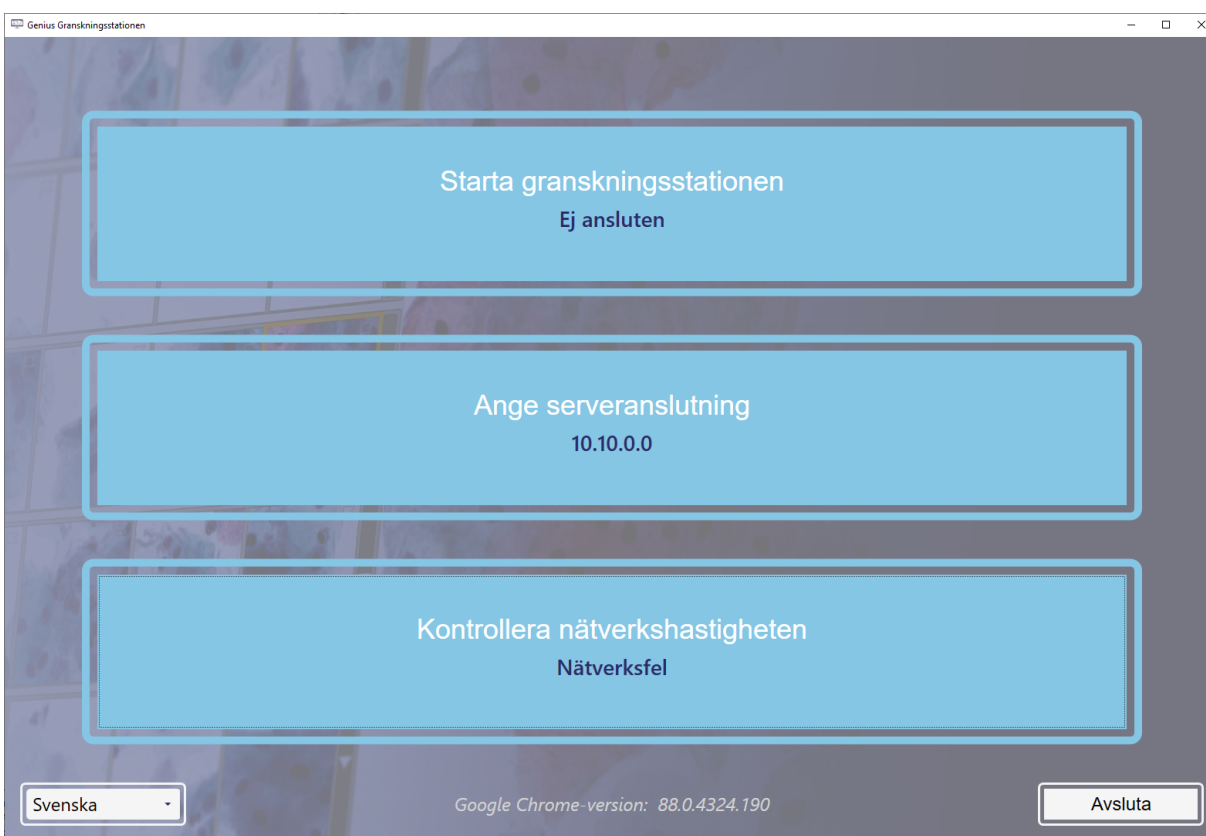 Genius Granskningsstationen
Starta granskningsstationen
Ej ansluten
Ange serveranslutning
10.10.0.0
Kontrollera nätverkshastigheten
Nätverksfel
Svenska
Google Chrome-version: 88.0.4324.190
Avsluta